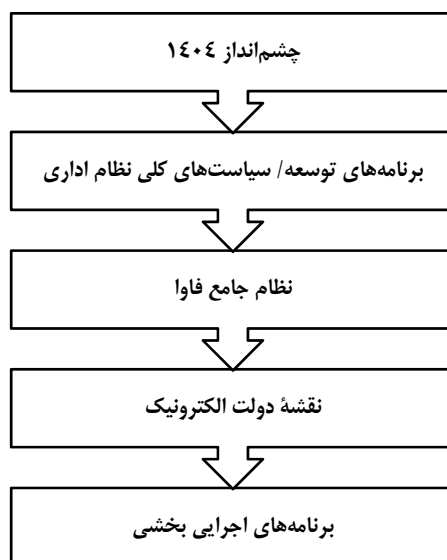 چشم‌انداز ۱٤۰٤
برنامه‌های توسعه/ سیاست‌های کلی نظام اداری
نظام جامع فاوا
نقشهٔ دولت الکترونیک
برنامه‌های اجرایی بخشی